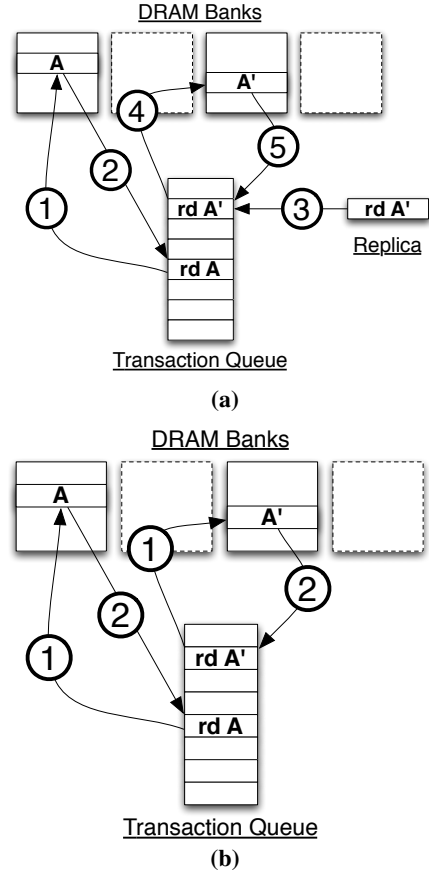 DRAM Banks
A
A'
4
5
2
1
rd A'
3
rd A'
Replica
rd A
Transaction Queue
(a)
DRAM Banks
A
A'
1
2
2
1
rd A'
rd A
Transaction Queue
(b)